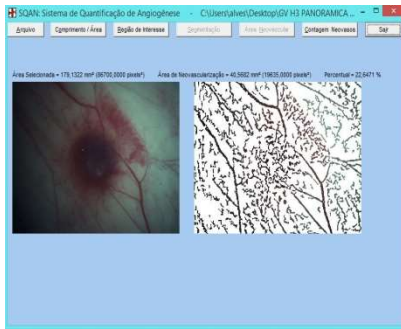 SQAN: Sistema de Quantificação de Angiogênese - C:\Users\alves\Desktop\GV H3 PANORAMICA ...
Arquivo Comprimento / Área Região de Interesse Segmentação Área Neovascular Contagem Neovasos Sair
Área Selecionada = 179,1322 mm² (86700,0000 pixels²) Área de Neovascularização = 40,5682 mm² (19635,0000 pixels²) Percentual = 22,6471 %